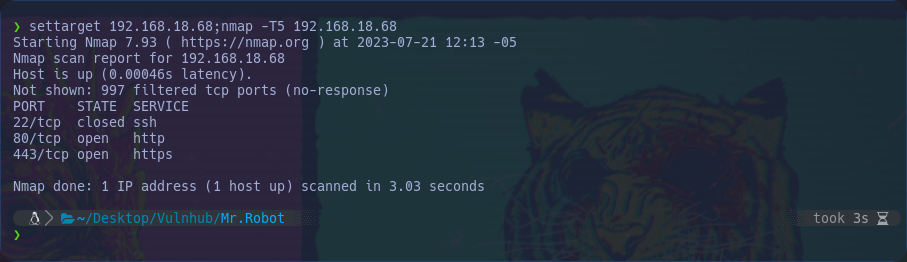 ❯ settarget 192.168.18.68;nmap -T5 192.168.18.68
Starting Nmap 7.93 ( https://nmap.org ) at 2023-07-21 12:13 -05
Nmap scan report for 192.168.18.68
Host is up (0.00046s latency).
Not shown: 997 filtered tcp ports (no-response)
PORT    STATE  SERVICE
22/tcp  closed ssh
80/tcp  open   http
443/tcp open   https
Nmap done: 1 IP address (1 host up) scanned in 3.03 seconds
~/Desktop/Vulnhub/Mr.Robot took 3s
❯